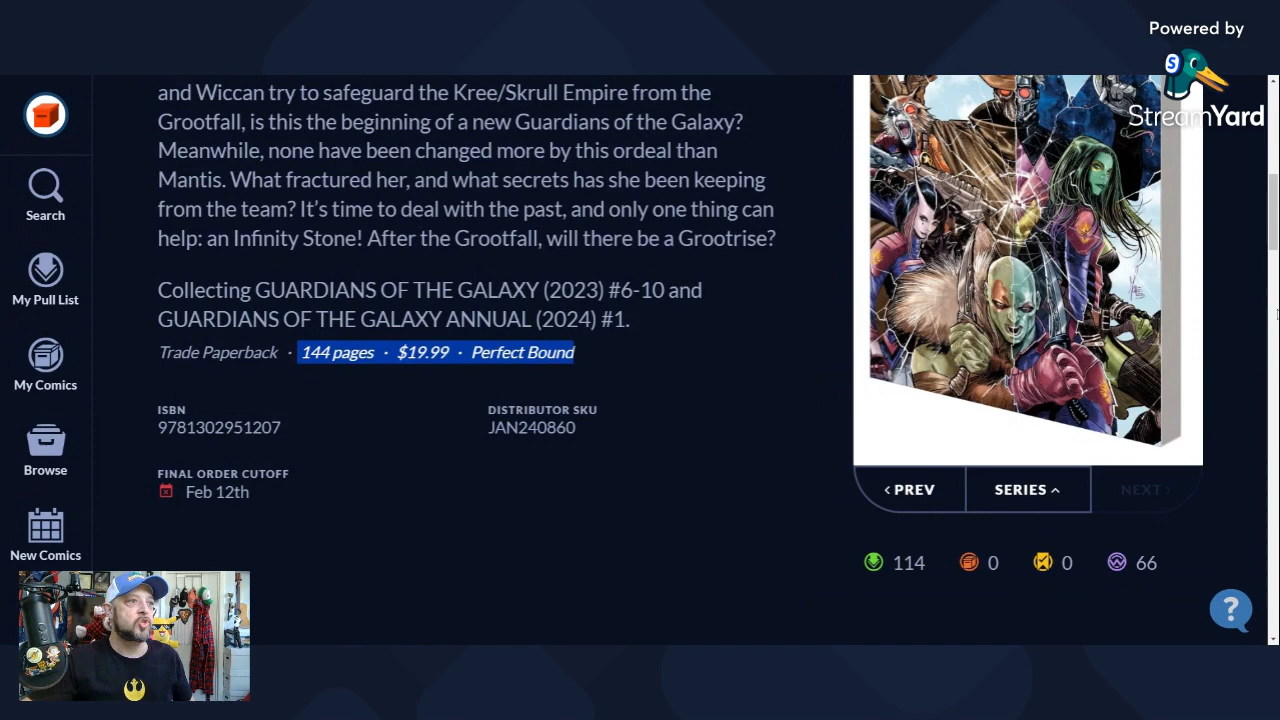 Powered by
StreamYard
and Wiccan try to safeguard the Kree/Skrull Empire from the
Grootfall, is this the beginning of a new Guardians of the Galaxy?
Meanwhile, none have been changed more by this ordeal than
Mantis. What fractured her, and what secrets has she been keeping
from the team? It’s time to deal with the past, and only one thing can
help: an Infinity Stone! After the Grootfall, will there be a Grootrise?
Collecting GUARDIANS OF THE GALAXY (2023) #6-10 and
GUARDIANS OF THE GALAXY ANNUAL (2024) #1.
Trade Paperback · 144 pages · $19.99 · Perfect Bound
ISBN
9781302951207
DISTRIBUTOR SKU
JAN240860
FINAL ORDER CUTOFF
Feb 12th
Search
My Pull List
My Comics
Browse
New Comics
‹ PREV
SERIES
NEXT ›
114
0
0
66
?